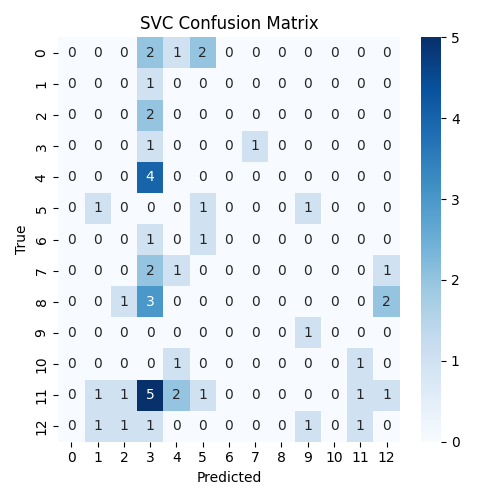 SVC Confusion Matrix
0 0 0 0 2 1 2 0 0 0 0 0 0 0
1 0 0 0 1 0 0 0 0 0 0 0 0 0
2 0 0 0 2 0 0 0 0 0 0 0 0 0
3 0 0 0 1 0 0 0 1 0 0 0 0 0
4 0 0 0 4 0 0 0 0 0 0 0 0 0
5 0 1 0 0 0 1 0 0 0 1 0 0 0
6 0 0 0 1 0 1 0 0 0 0 0 0 0
7 0 0 0 2 1 0 0 0 0 0 0 0 1
8 0 0 1 3 0 0 0 0 0 0 0 0 2
9 0 0 0 0 0 0 0 0 0 1 0 0 0
10 0 0 0 0 1 0 0 0 0 0 0 1 0
11 0 1 1 5 2 1 0 0 0 0 0 1 1
12 0 1 1 1 0 0 0 0 0 1 0 1 0
0 1 2 3 4 5 6 7 8 9 10 11 12
Predicted
True
5
4
3
2
1
0